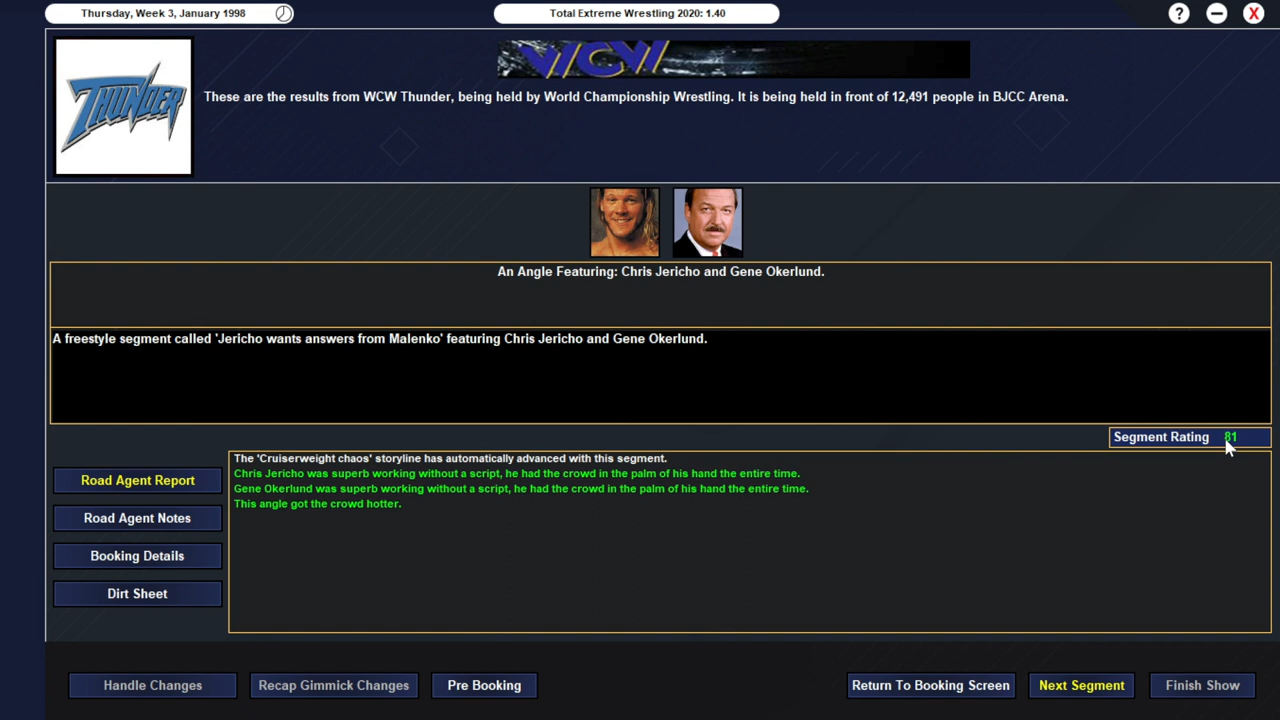 Thursday, Week 3, January 1998
Total Extreme Wrestling 2020: 1.40
?
X
WCW
THUNDER
These are the results from WCW Thunder, being held by World Championship Wrestling. It is being held in front of 12,491 people in BJCC Arena.
An Angle Featuring: Chris Jericho and Gene Okerlund.
A freestyle segment called 'Jericho wants answers from Malenko' featuring Chris Jericho and Gene Okerlund.
Segment Rating 81
The 'Cruiserweight chaos' storyline has automatically advanced with this segment.
Chris Jericho was superb working without a script, he had the crowd in the palm of his hand the entire time.
Gene Okerlund was superb working without a script, he had the crowd in the palm of his hand the entire time.
This angle got the crowd hotter.
Road Agent Report
Road Agent Notes
Booking Details
Dirt Sheet
Handle Changes
Recap Gimmick Changes
Pre Booking
Return To Booking Screen
Next Segment
Finish Show